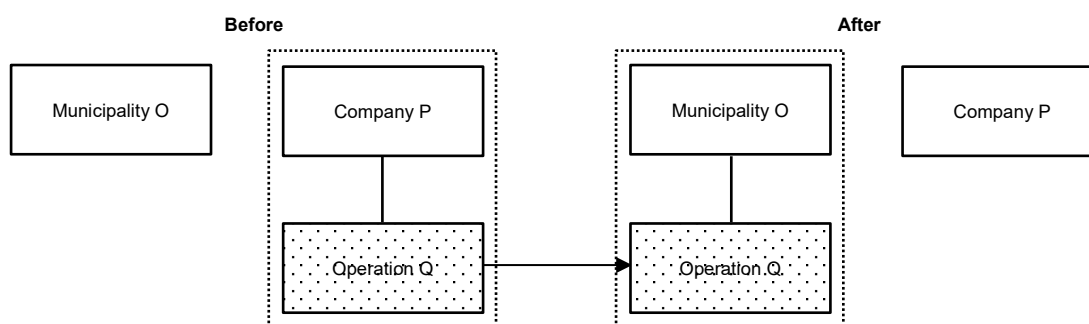 Before
After
Municipality O
Company P
Municipality O
Company P
Operation Q
Operation Q